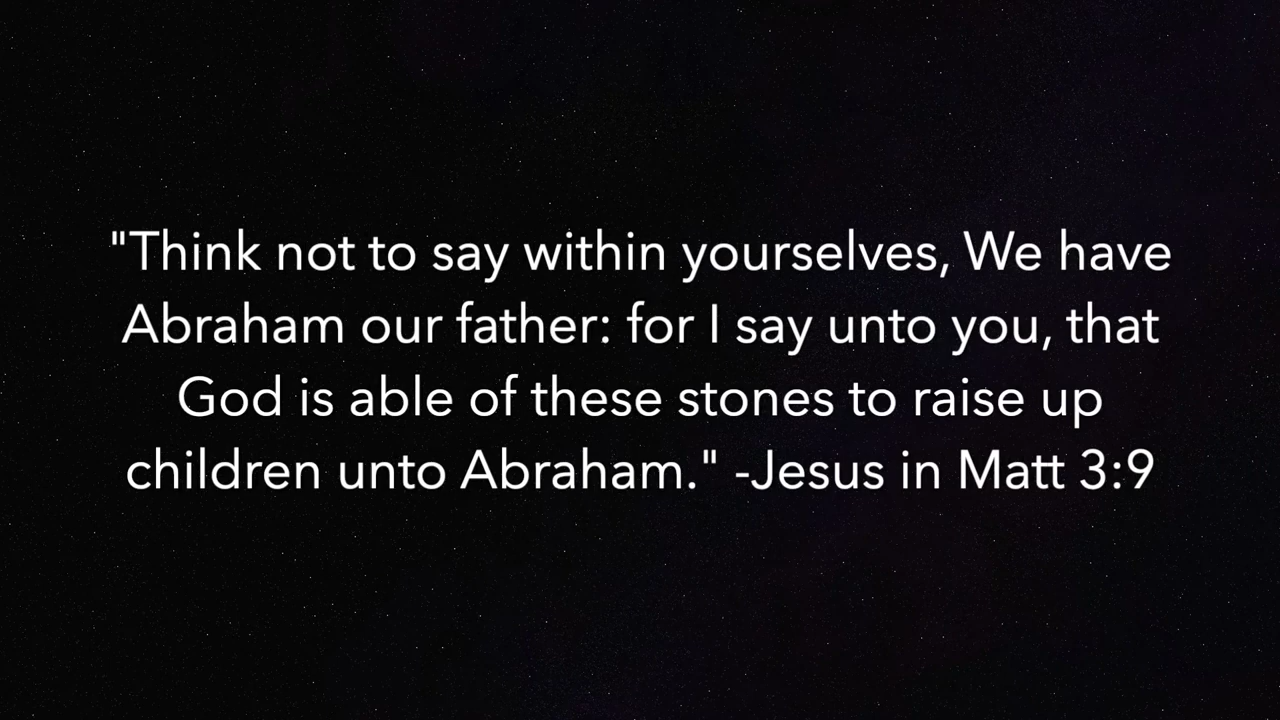 "Think not to say within yourselves, We have
Abraham our father: for I say unto you, that
God is able of these stones to raise up
children unto Abraham." -Jesus in Matt 3:9